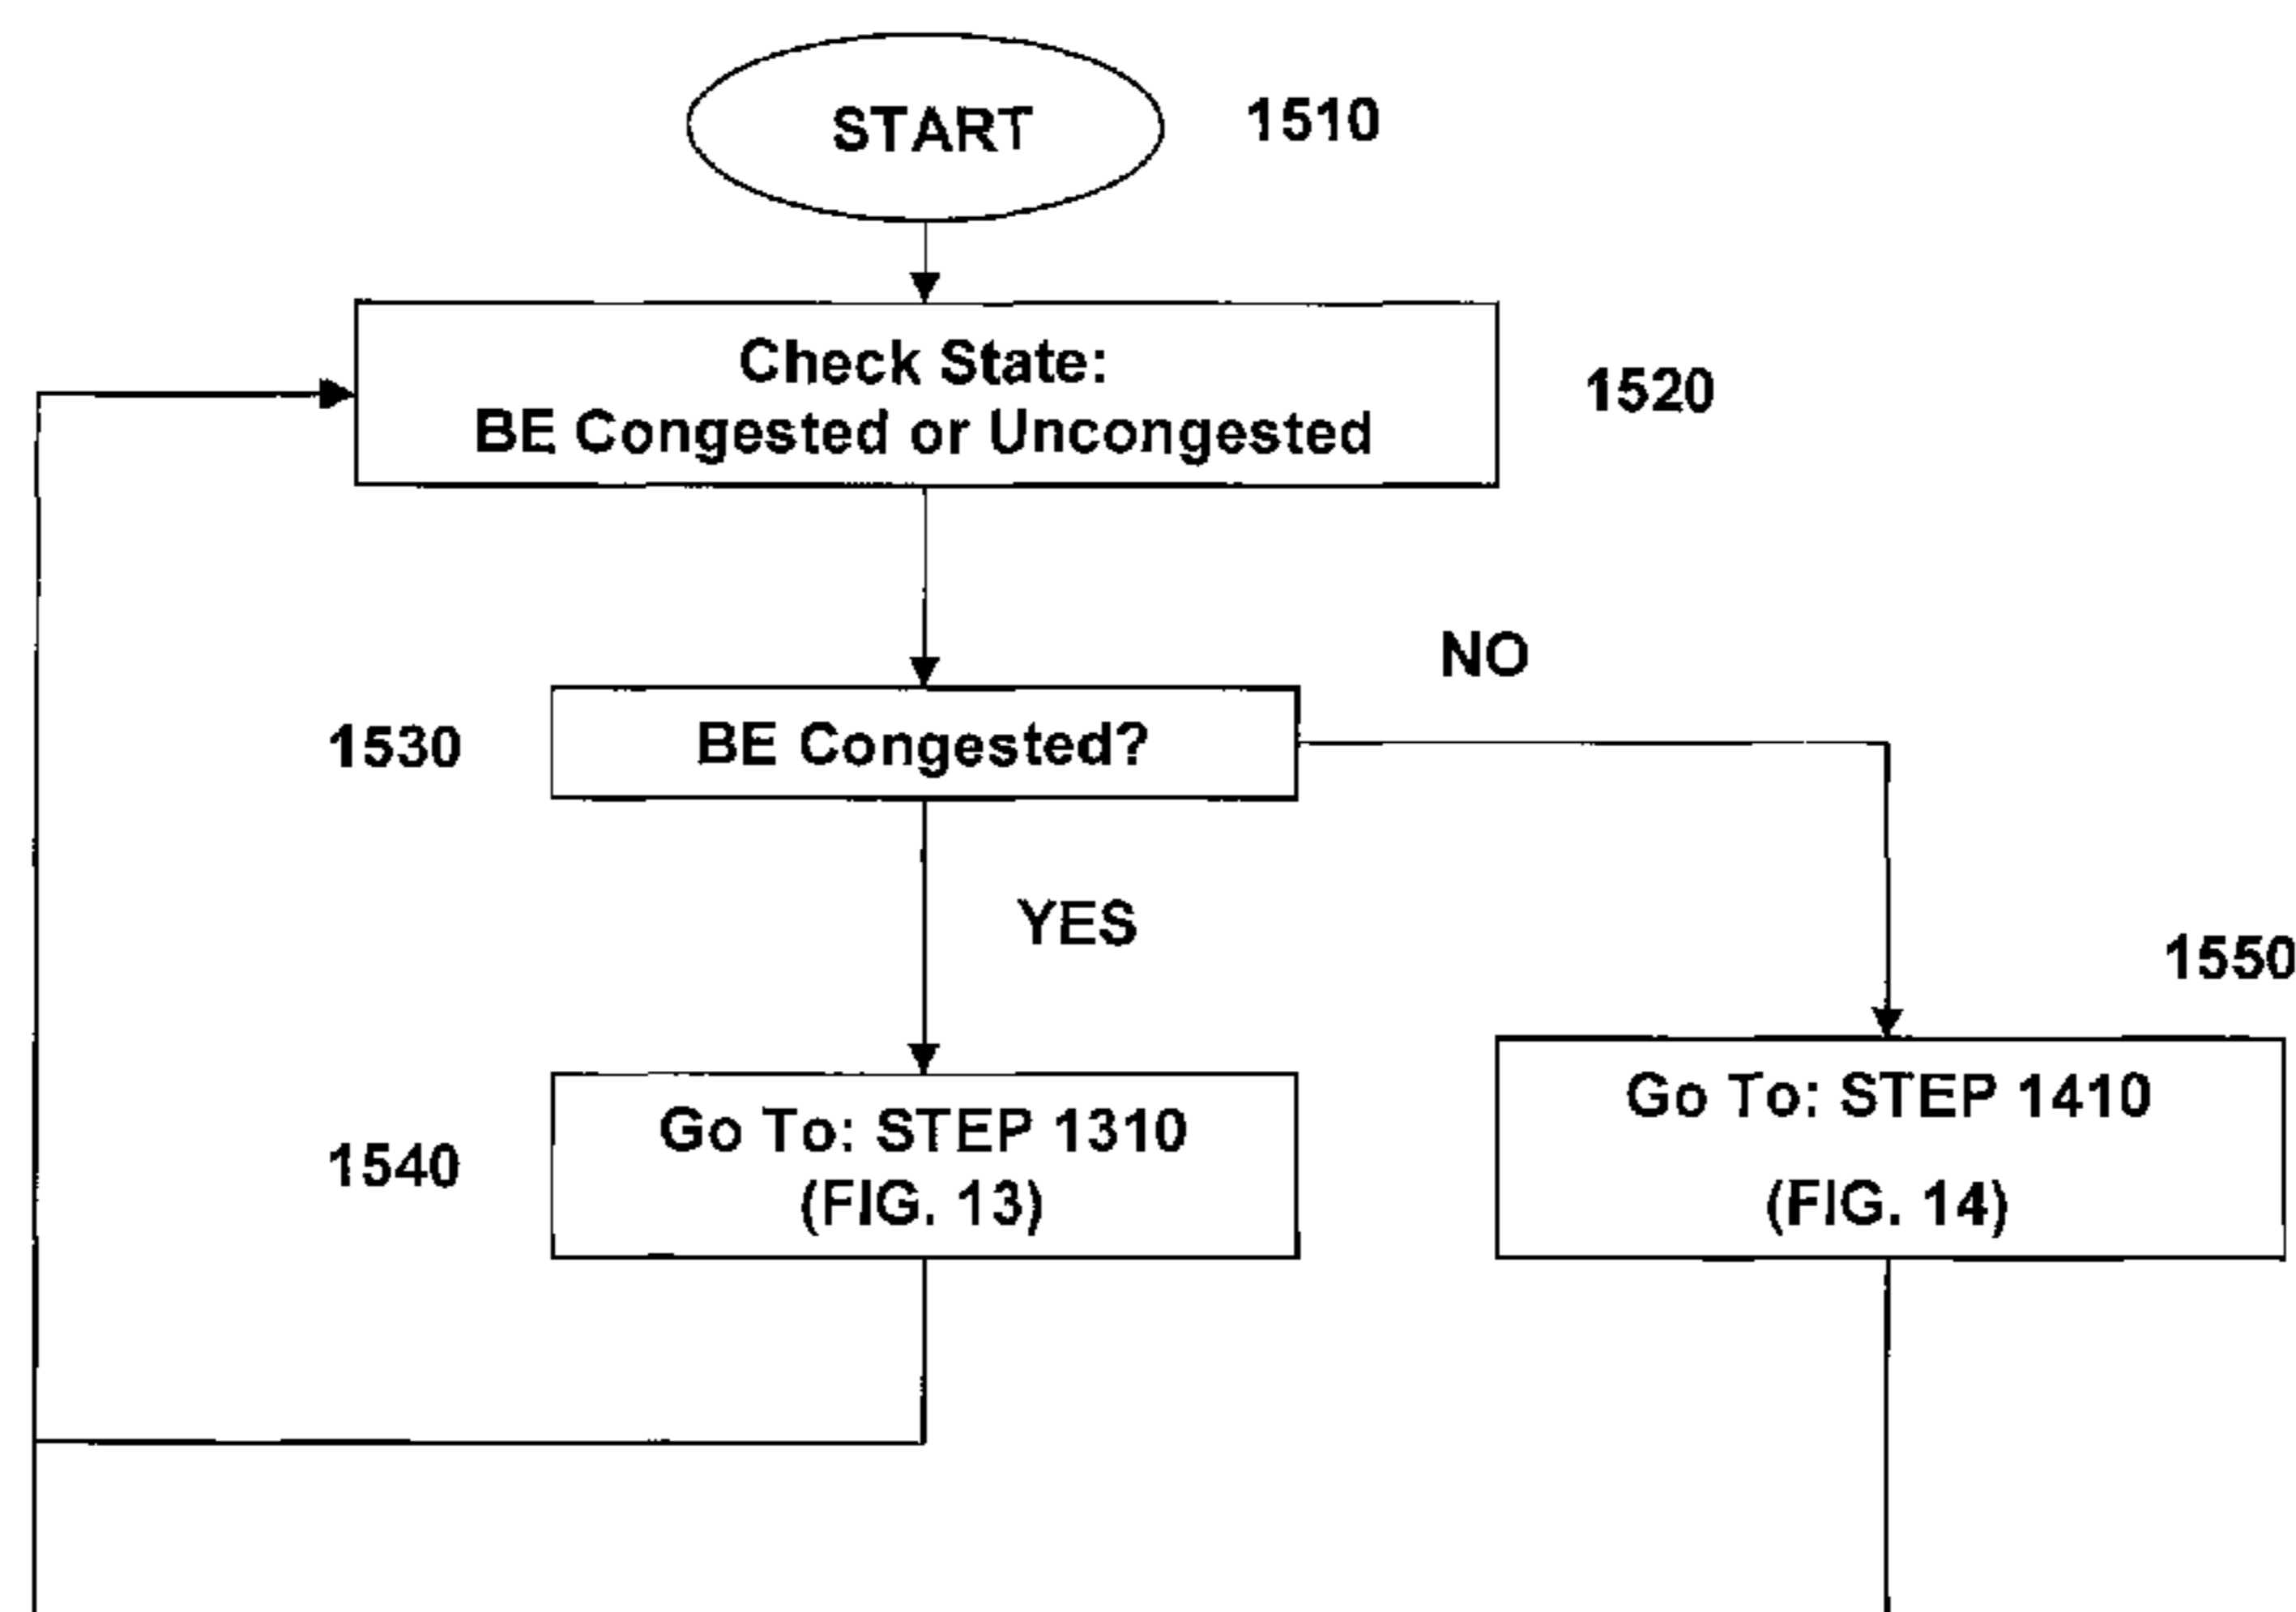 START
1510
Check State:
BE Congested or Uncongested
1520
NO
1530
BE Congested?
YES
1550
1540
Go To: STEP 1310
(FIG. 13)
Go To: STEP 1410
(FIG. 14)